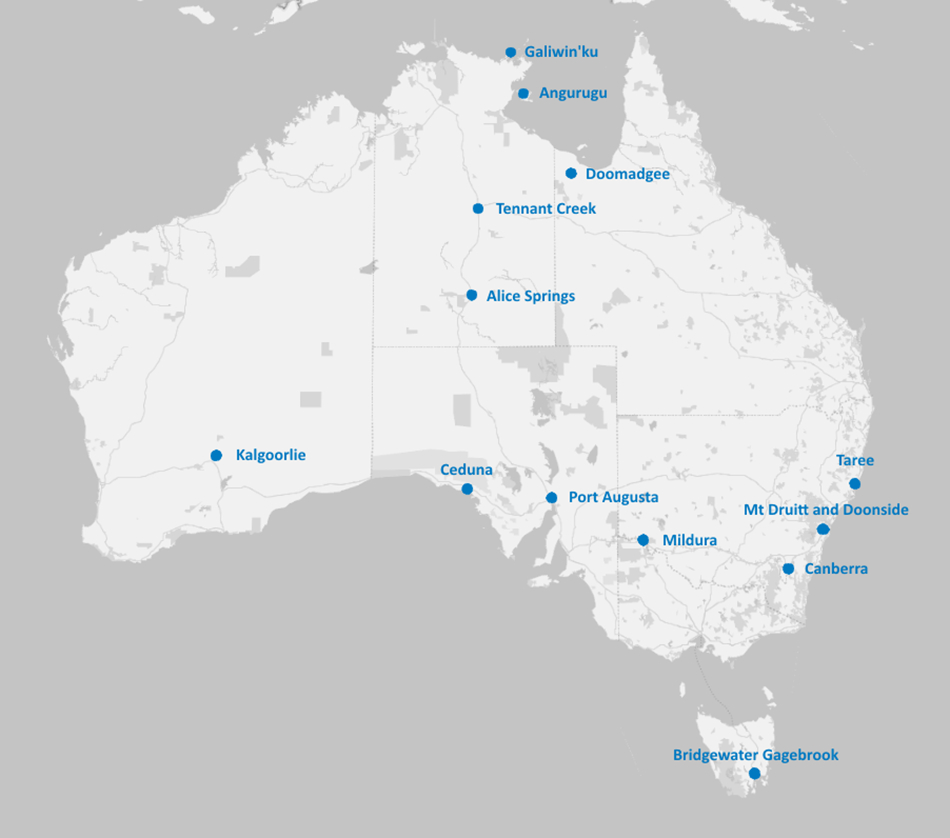 Galiwin'ku
Angurugu
Doomadgee
Tennant Creek
Alice Springs
Kalgoorlie
Taree
Ceduna
Port Augusta
Mt Druitt and Doonside
Mildura
Canberra
Bridgewater Gagebrook